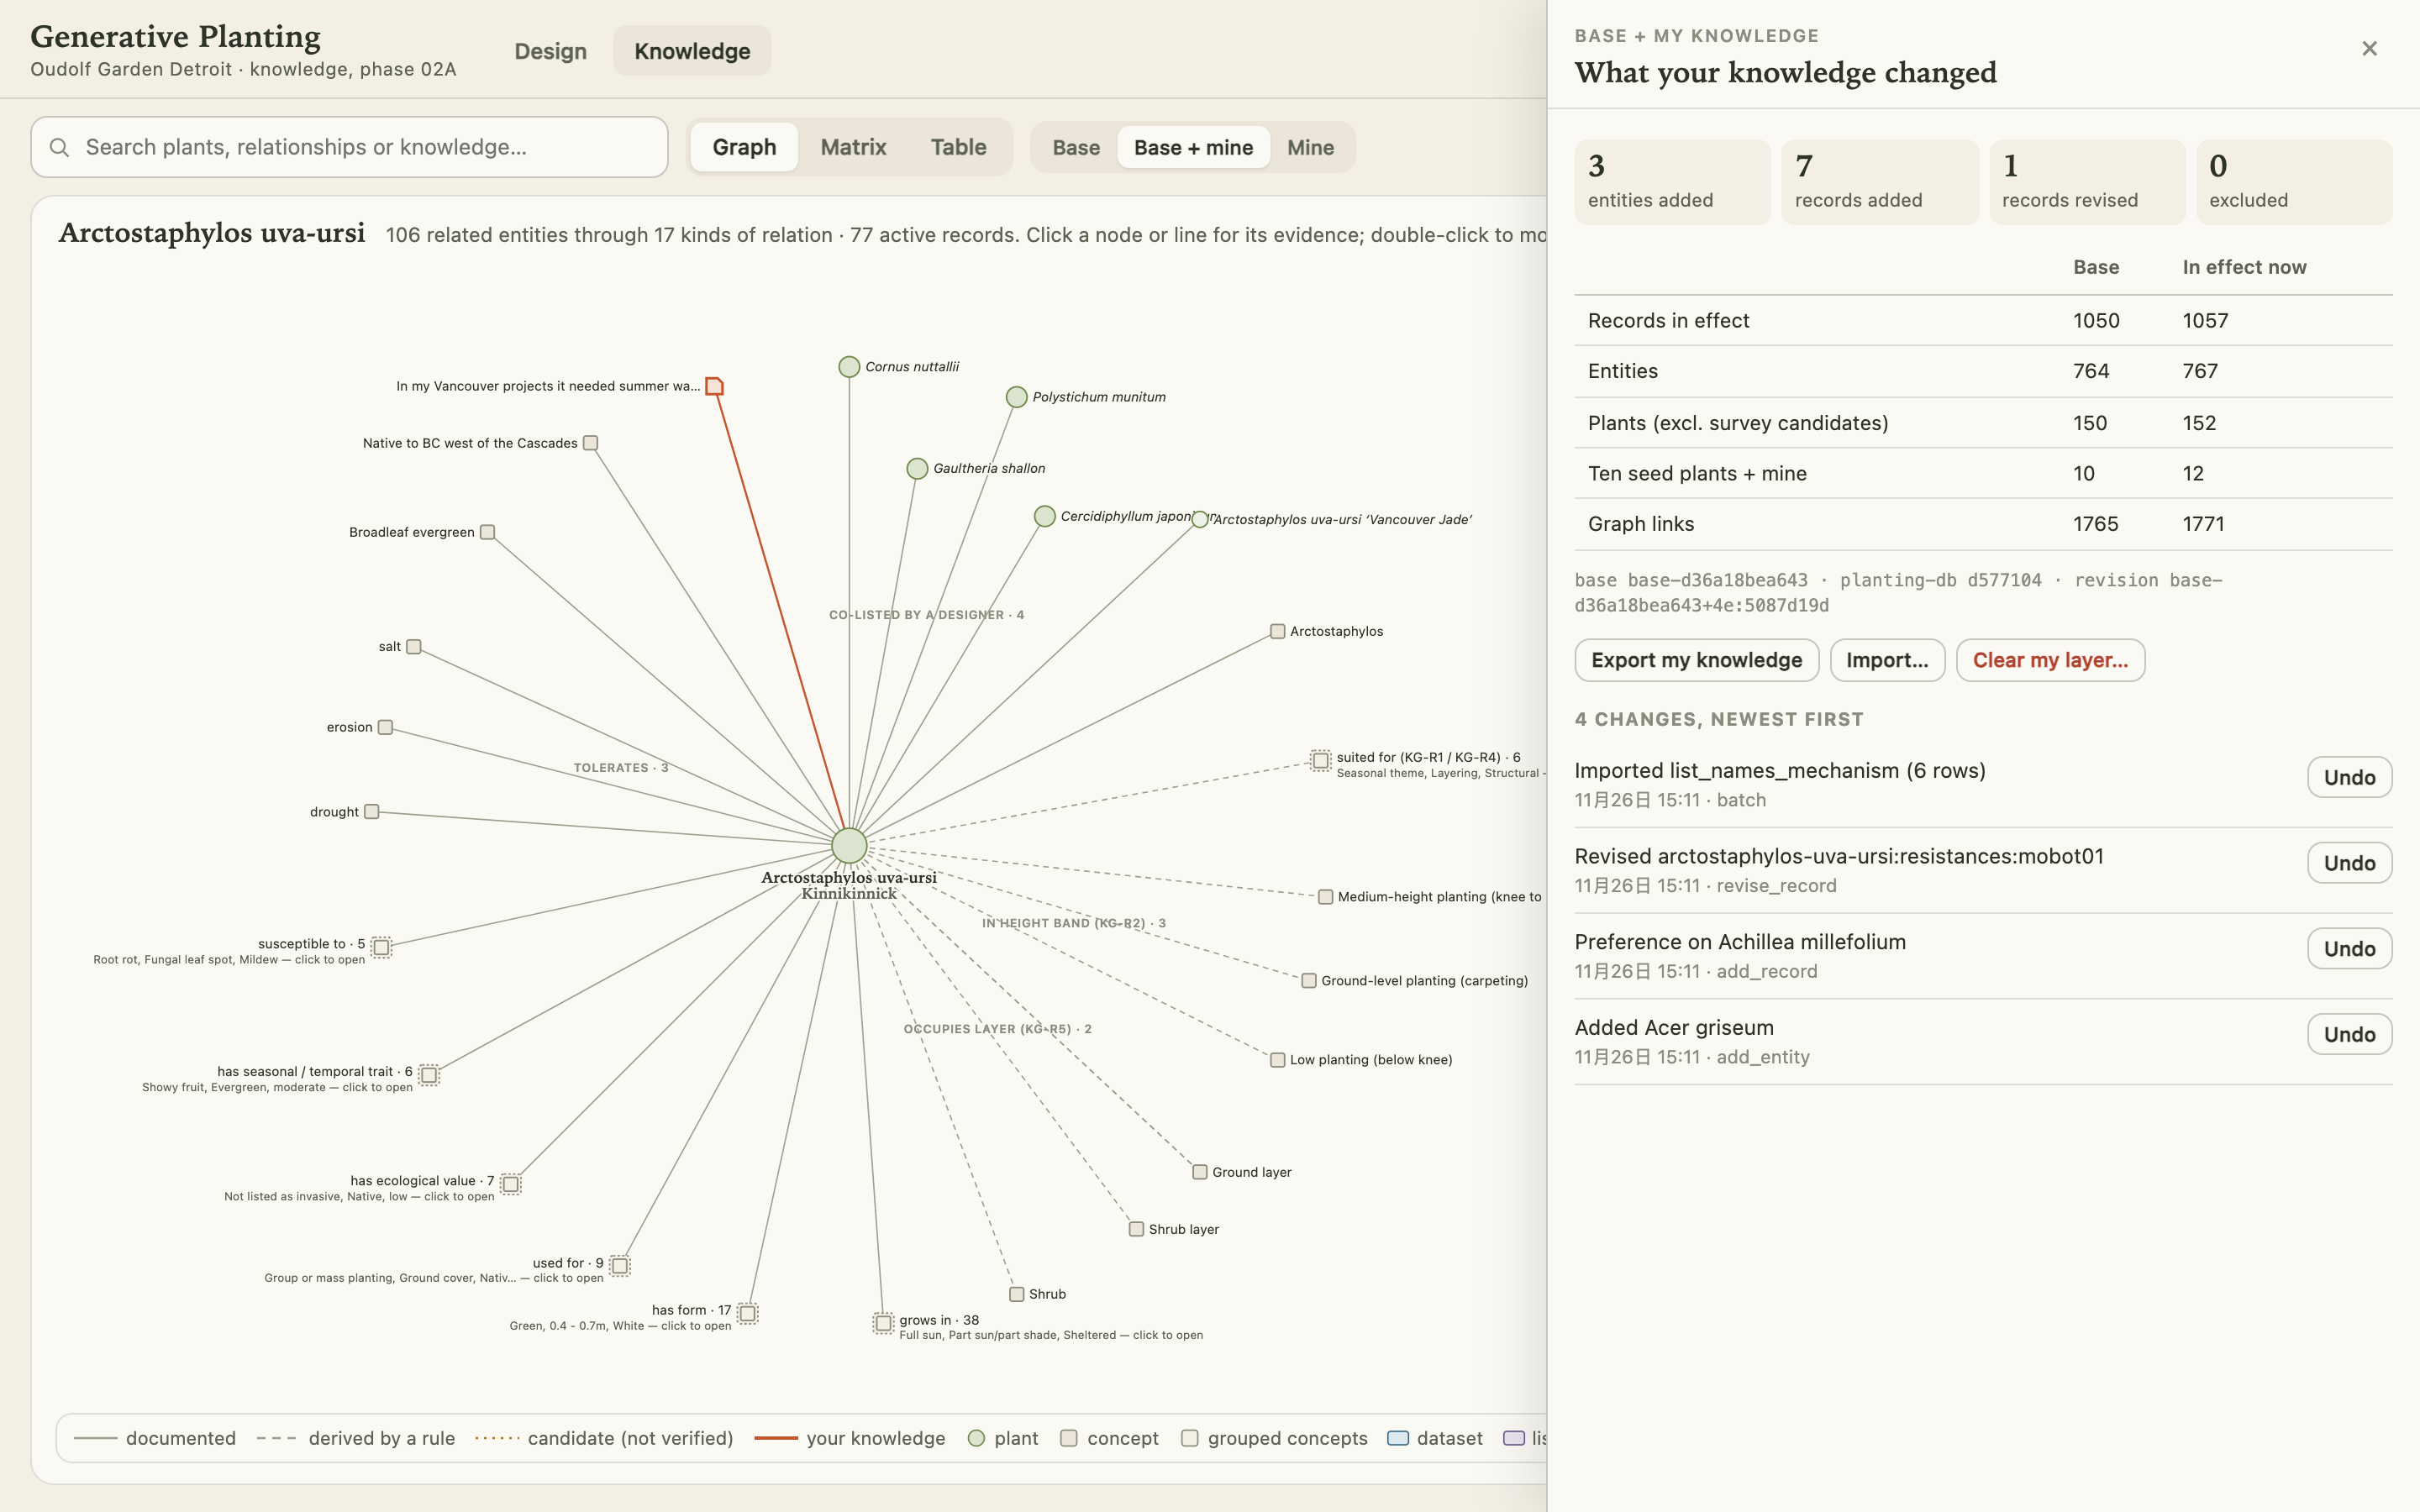 Generative Planting
Oudolf Garden Detroit · knowledge, phase 02A
Design
Knowledge
Search plants, relationships or knowledge...
Graph
Matrix
Table
Base
Base + mine
Mine
Arctostaphylos uva-ursi
106 related entities through 17 kinds of relation · 77 active records. Click a node or line for its evidence; double-click to mo
Cornus nuttallii
In my Vancouver projects it needed summer wa...
Polystichum munitum
Native to BC west of the Cascades
Gaultheria shallon
Cercidiphyllum japon
Arctostaphylos uva-ursi ‘Vancouver Jade’
Broadleaf evergreen
CO-LISTED BY A DESIGNER · 4
Arctostaphylos
salt
erosion
TOLERATES · 3
suited for (KG-R1 / KG-R4) · 6
Seasonal theme, Layering, Structural
drought
Arctostaphylos uva-ursi
Kinnikinnick
Medium-height planting (knee to
IN HEIGHT BAND (KG-R2) · 3
susceptible to · 5
Root rot, Fungal leaf spot, Mildew — click to open
Ground-level planting (carpeting)
OCCUPIES LAYER (KG-R5) · 2
Low planting (below knee)
has seasonal / temporal trait · 6
Showy fruit, Evergreen, moderate — click to open
Ground layer
has ecological value · 7
Not listed as invasive, Native, low — click to open
Shrub layer
used for · 9
Group or mass planting, Ground cover, Nativ... — click to open
Shrub
has form · 17
Green, 0.4 - 0.7m, White — click to open
grows in · 38
Full sun, Part sun/part shade, Sheltered — click to open
documented
derived by a rule
candidate (not verified)
your knowledge
plant
concept
grouped concepts
dataset
lis
BASE + MY KNOWLEDGE
What your knowledge changed
×
3
entities added
7
records added
1
records revised
0
excluded
Base In effect now
Records in effect 1050 1057
Entities 764 767
Plants (excl. survey candidates) 150 152
Ten seed plants + mine 10 12
Graph links 1765 1771
base base-d36a18bea643 · planting-db d577104 · revision base-
d36a18bea643+4e:5087d19d
Export my knowledge
Import...
Clear my layer...
4 CHANGES, NEWEST FIRST
Imported list_names_mechanism (6 rows)
11月26日 15:11 · batch
Undo
Revised arctostaphylos-uva-ursi:resistances:mobot01
11月26日 15:11 · revise_record
Undo
Preference on Achillea millefolium
11月26日 15:11 · add_record
Undo
Added Acer griseum
11月26日 15:11 · add_entity
Undo